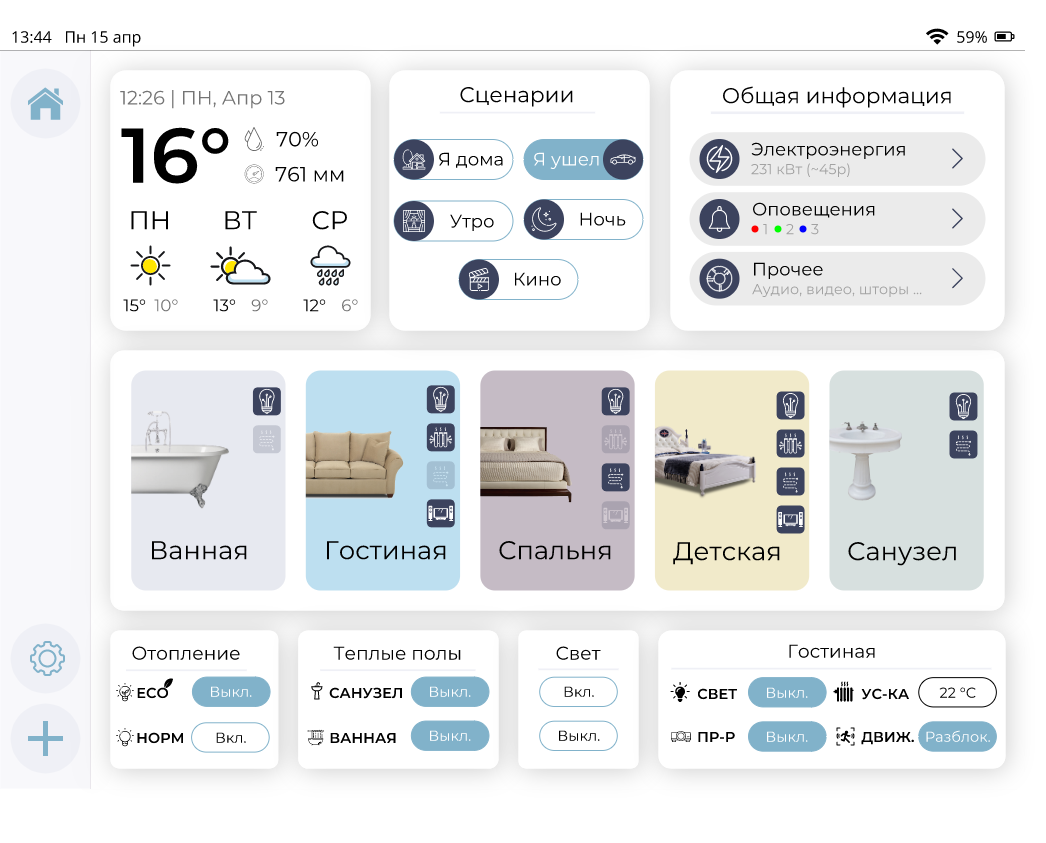 13:44 Пн 15 апр
59%
12:26 | ПН, Апр 13
16°
70%
761 мм
ПН ВТ СР
15° 10° 13° 9° 12° 6°
Сценарии
Я дома
Я ушел
Утро
Ночь
Кино
Общая информация
Электроэнергия
231 кВт (~45р)
Оповещения
1 2 3
Прочее
Аудио, видео, шторы ...
Ванная
Гостиная
Спальня
Детская
Санузел
Отопление
ECO Выкл.
НОРМ Вкл.
Теплые полы
САНУЗЕЛ Выкл.
ВАННАЯ Выкл.
Свет
Вкл.
Выкл.
Гостиная
СВЕТ Выкл. УС-КА 22 °C
ПР-Р Выкл. ДВИЖ. Разблок.